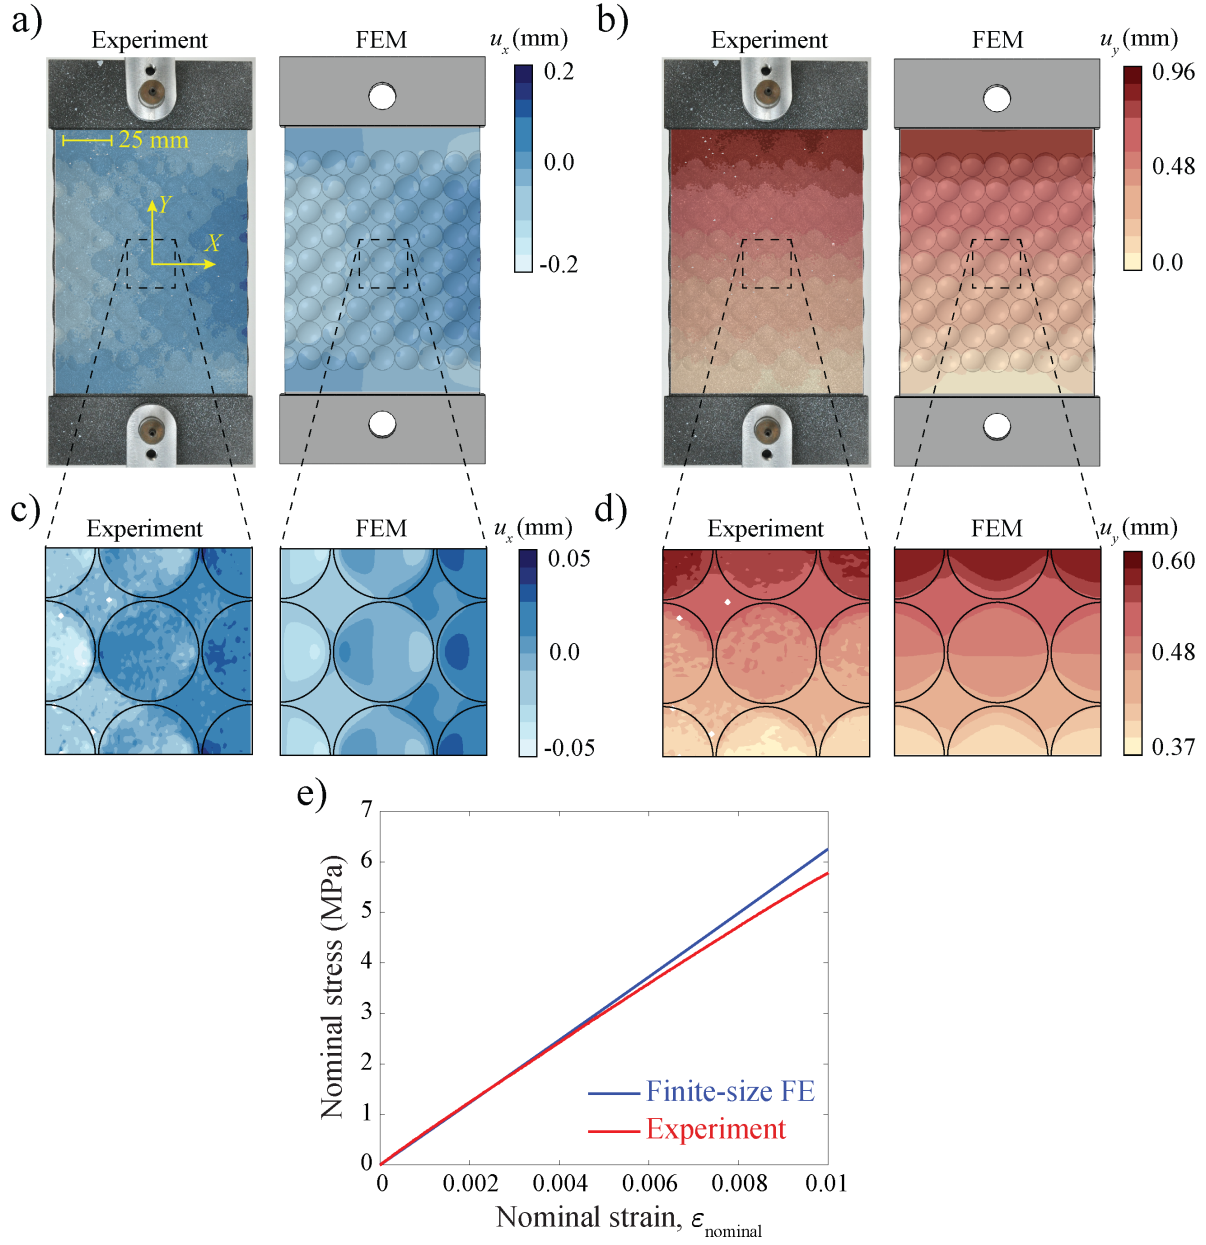 a)
Experiment
FEM
u_x (mm)
0.2
0.0
-0.2
25 mm
Y
X
b)
Experiment
FEM
u_y (mm)
0.96
0.48
0.0
c)
Experiment
FEM
u_x (mm)
0.05
0.0
-0.05
d)
Experiment
FEM
u_y (mm)
0.60
0.48
0.37
e)
Nominal stress (MPa)
7
6
5
4
3
2
1
0
Finite-size FE
Experiment
0 0.002 0.004 0.006 0.008 0.01
Nominal strain, ε_nominal